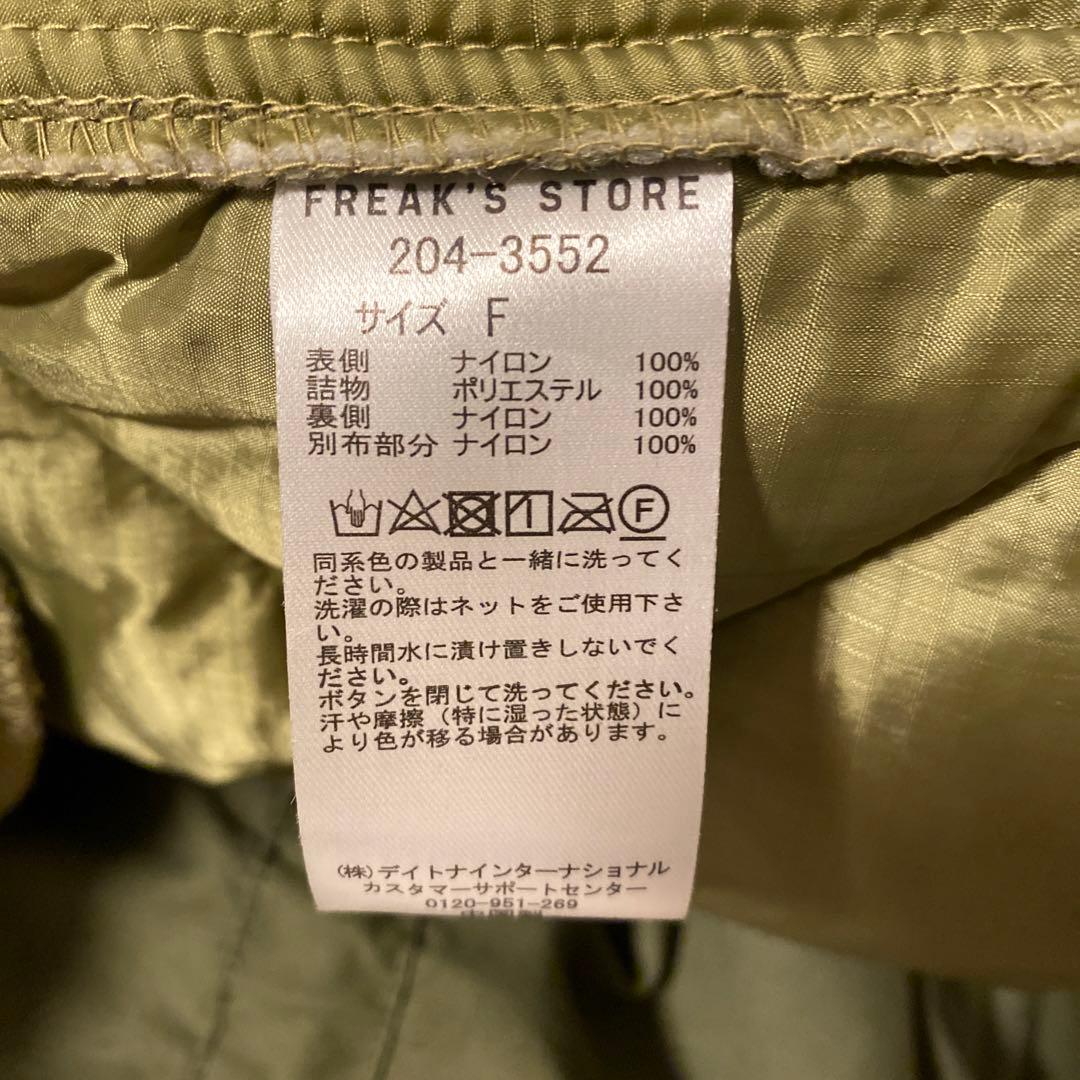 FREAK'S STORE
204-3552
サイズ F
表側 ナイロン 100%
詰物 ポリエステル 100%
裏側 ナイロン 100%
別布部分 ナイロン 100%
F
同系色の製品と一緒に洗ってく
ださい。
洗濯の際はネットをご使用下さ
い。
長時間水に漬け置きしないでく
ださい。
ボタンを閉じて洗ってください。
汗や摩擦（特に湿った状態）に
より色が移る場合があります。
(株)デイトナインターナショナル
カスタマーサポートセンター
0120-951-269